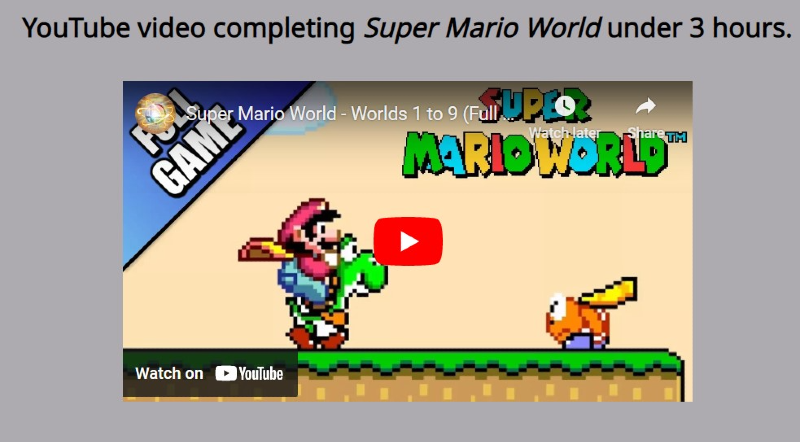 YouTube video completing Super Mario World under 3 hours.
FULL
GAME
Super Mario World - Worlds 1 to 9 (Full ...
SUPER
MARIO WORLD™
Watch later
Share
Watch on YouTube